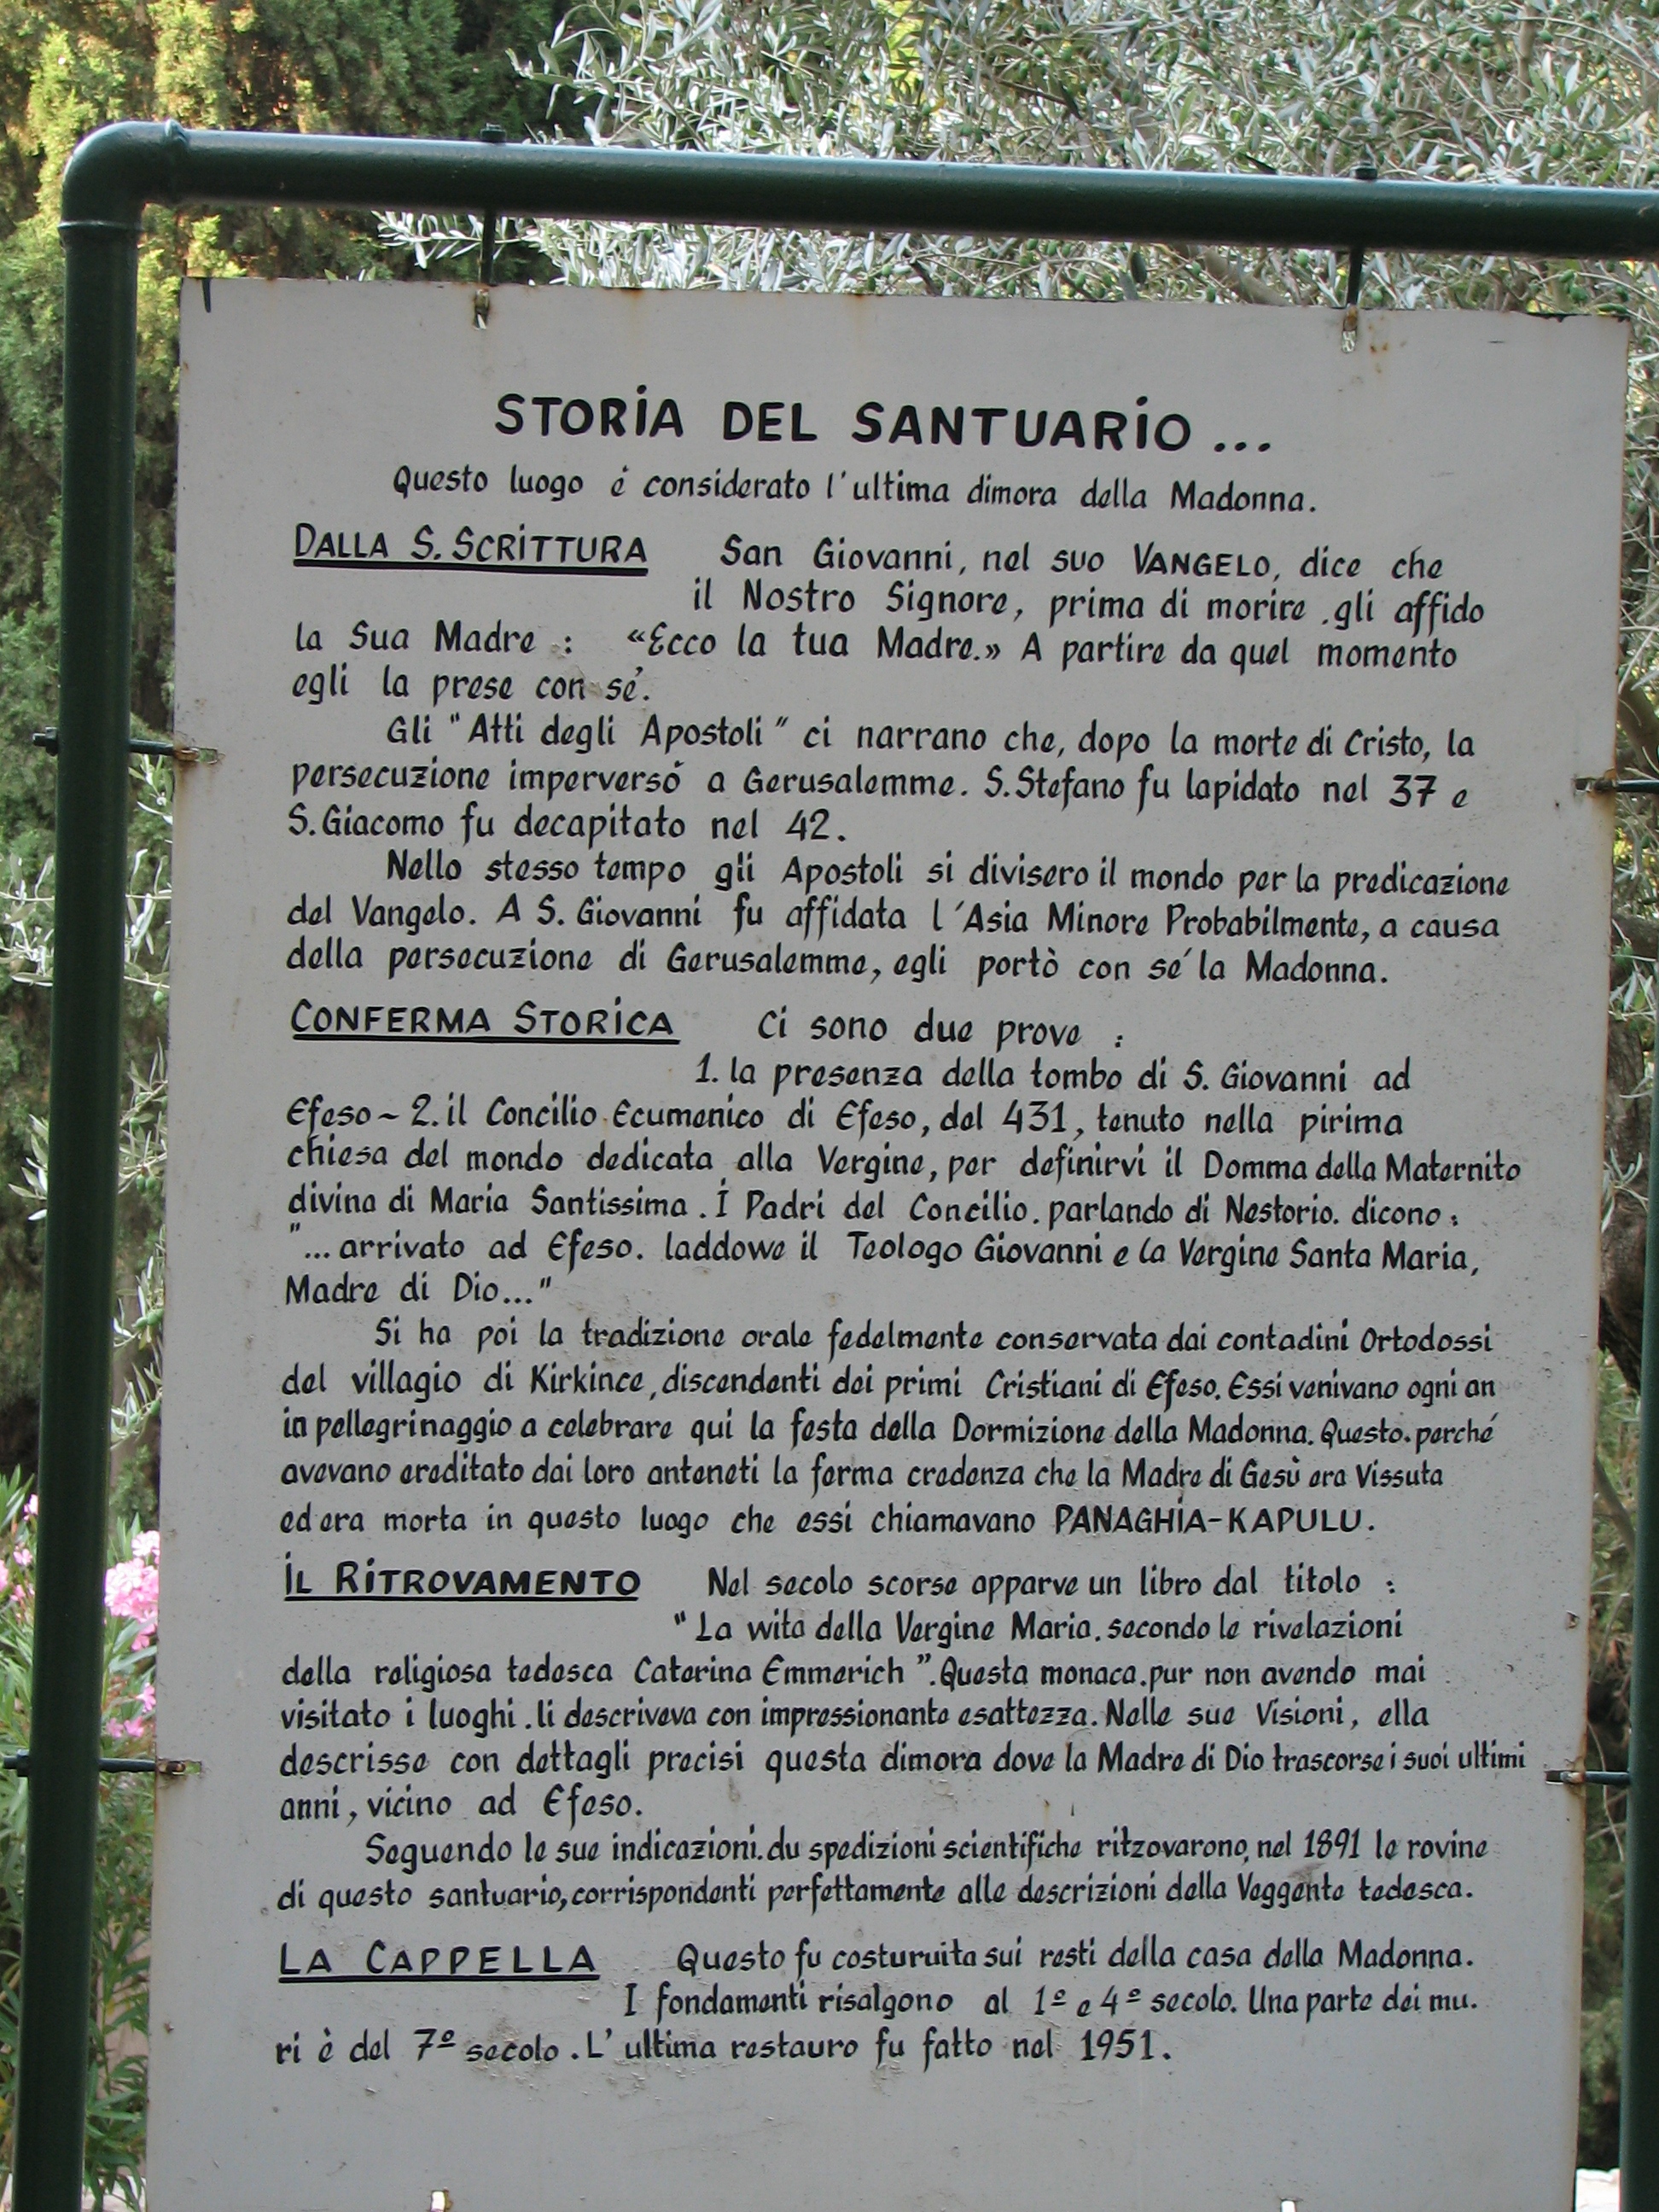 STORIA DEL SANTUARIO ...
Questo luogo é considerato l'ultima dimora della Madonna.
DALLA S. SCRITTURA San Giovanni, nel suo VANGELO, dice che
il Nostro Signore, prima di morire . gli affido
la Sua Madre : «Ecco la tua Madre.» A partire da quel momento
egli la prese con sé.
Gli "Atti degli Apostoli" ci narrano che, dopo la morte di Cristo, la
persecuzione imperversó a Gerusalemme. S. Stefano fu lapidato nel 37 e
S. Giacomo fu decapitato nel 42.
Nello stesso tempo gli Apostoli si divisero il mondo per la predicazione
del Vangelo. A S. Giovanni fu affidata l'Asia Minore Probabilmente, a causa
della persecuzione di Gerusalemme, egli portò con sé la Madonna.
CONFERMA STORICA Ci sono due prove :
1. la presenza della tombo di S. Giovanni ad
Efeso ~ 2. il Concilio Ecumenico di Efeso, del 431, tenuto nella pirima
chiesa del mondo dedicata alla Vergine, per definirvi il Domma della Maternito
divina di Maria Santissima . I Padri del Concilio. parlando di Nestorio. dicono :
"... arrivato ad Efeso. laddowe il Teologo Giovanni e la Vergine Santa Maria,
Madre di Dio..."
Si ha poi la tradizione orale fedelmente conservata dai contadini Ortodossi
del villagio di Kirkince, discendenti dei primi Cristiani di Efeso. Essi venivano ogni an
in pellegrinaggio a celebrare qui la festa della Dormizione della Madonna. Questo. perché
avevano ereditato dai loro anteneti la ferma credenza che la Madre di Gesù era Vissuta
ed era morta in questo luogo che essi chiamavano PANAGHIA-KAPULU.
IL RITROVAMENTO Nel secolo scorse apparve un libro dal titolo :
"La wita della Vergine Maria. secondo le rivelazioni
della religiosa tedesca Caterina Emmerich". Questa monaca. pur non avendo mai
visitato i luoghi . li descriveva con impressionante esattezza. Nelle sue Visioni, ella
descrisse con dettagli precisi questa dimora dove la Madre di Dio trascorse i suoi ultimi
anni, vicino ad Efeso.
Seguendo le sue indicazioni. du spedizioni scientifiche ritzovarono, nel 1891 le rovine
di questo santuario, corrispondenti perfettamente alle descrizioni della Veggente tedesca.
LA CAPPELLA Questo fu costuruita sui resti della casa della Madonna.
I fondamenti risalgono al 1º e 4º secolo. Una parte dei mu.
ri è del 7º secolo . L' ultima restauro fu fatto nel 1951.